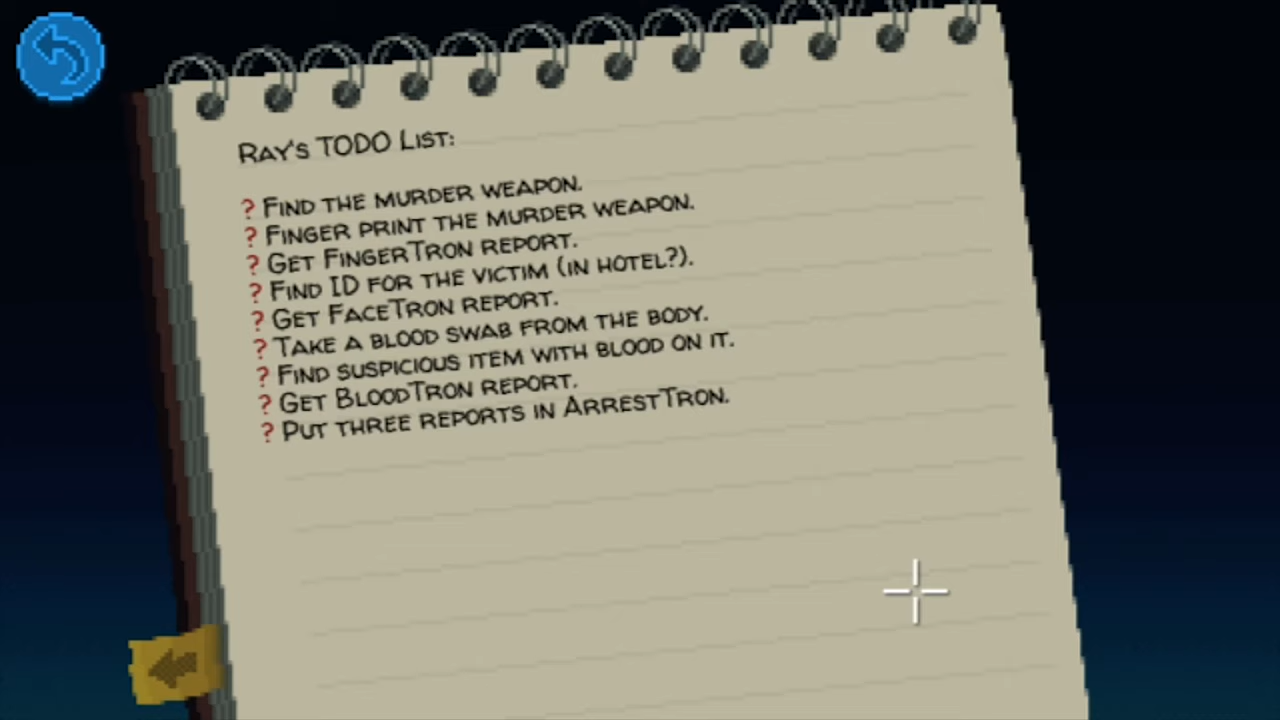 Ray's TODO List:
? Find the murder weapon.
? Finger print the murder weapon.
? Get FingerTron report.
? Find ID for the victim (in hotel?).
? Get FaceTron report.
? Take a blood swab from the body.
? Find suspicious item with blood on it.
? Get BloodTron report.
? Put three reports in ArrestTron.